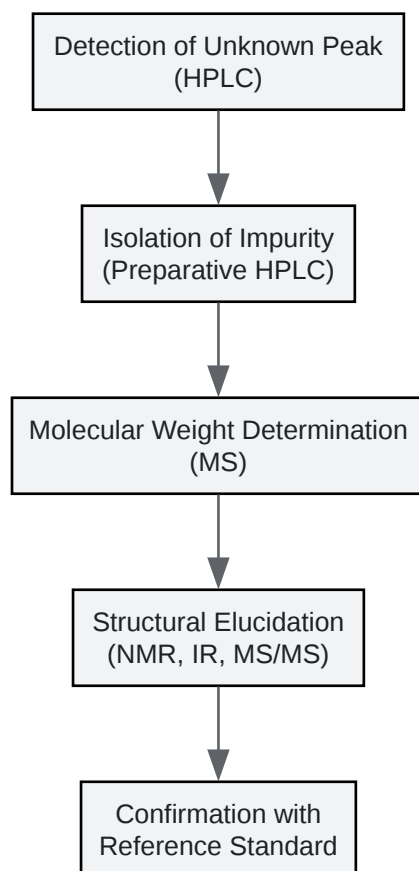 Detection of Unknown Peak
(HPLC)
Isolation of Impurity
(Preparative HPLC)
Molecular Weight Determination
(MS)
Structural Elucidation
(NMR, IR, MS/MS)
Confirmation with
Reference Standard